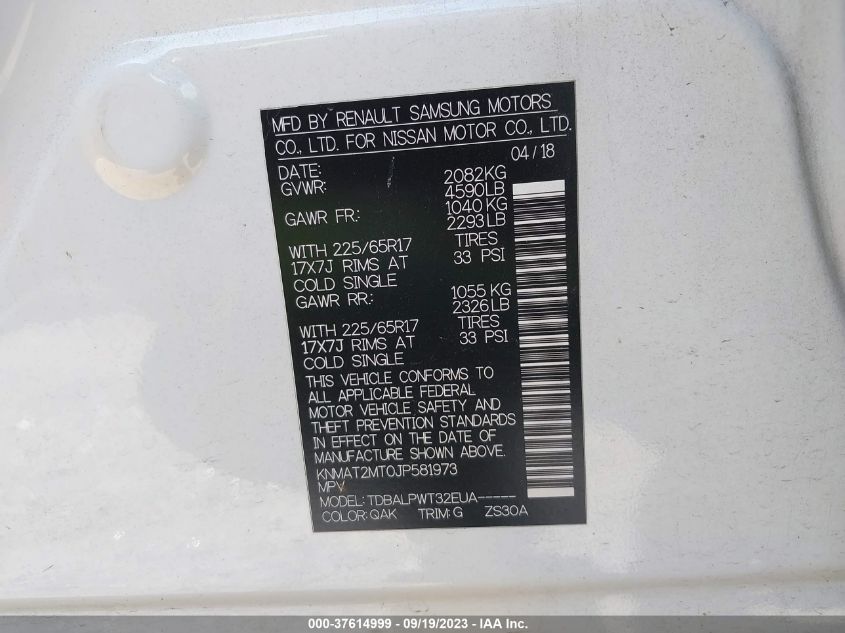 MFD BY RENAULT SAMSUNG MOTORS
CO., LTD. FOR NISSAN MOTOR CO., LTD.
DATE: 04/18
GVWR: 2082KG
4590LB
GAWR FR.: 1040KG
2293LB
WITH 225/65R17 TIRES
17X7J RIMS AT 33 PSI
COLD SINGLE
GAWR RR.: 1055KG
2326LB
WITH 225/65R17 TIRES
17X7J RIMS AT 33 PSI
COLD SINGLE
THIS VEHICLE CONFORMS TO
ALL APPLICABLE FEDERAL
MOTOR VEHICLE SAFETY AND
THEFT PREVENTION STANDARDS
IN EFFECT ON THE DATE OF
MANUFACTURE SHOWN ABOVE.
KNMAT2MT0JP581973
MPV
MODEL: TDBALPWT32EUA-----
COLOR: QAK TRIM: G ZS30A
000-37614999 - 09/19/2023 - IAA Inc.